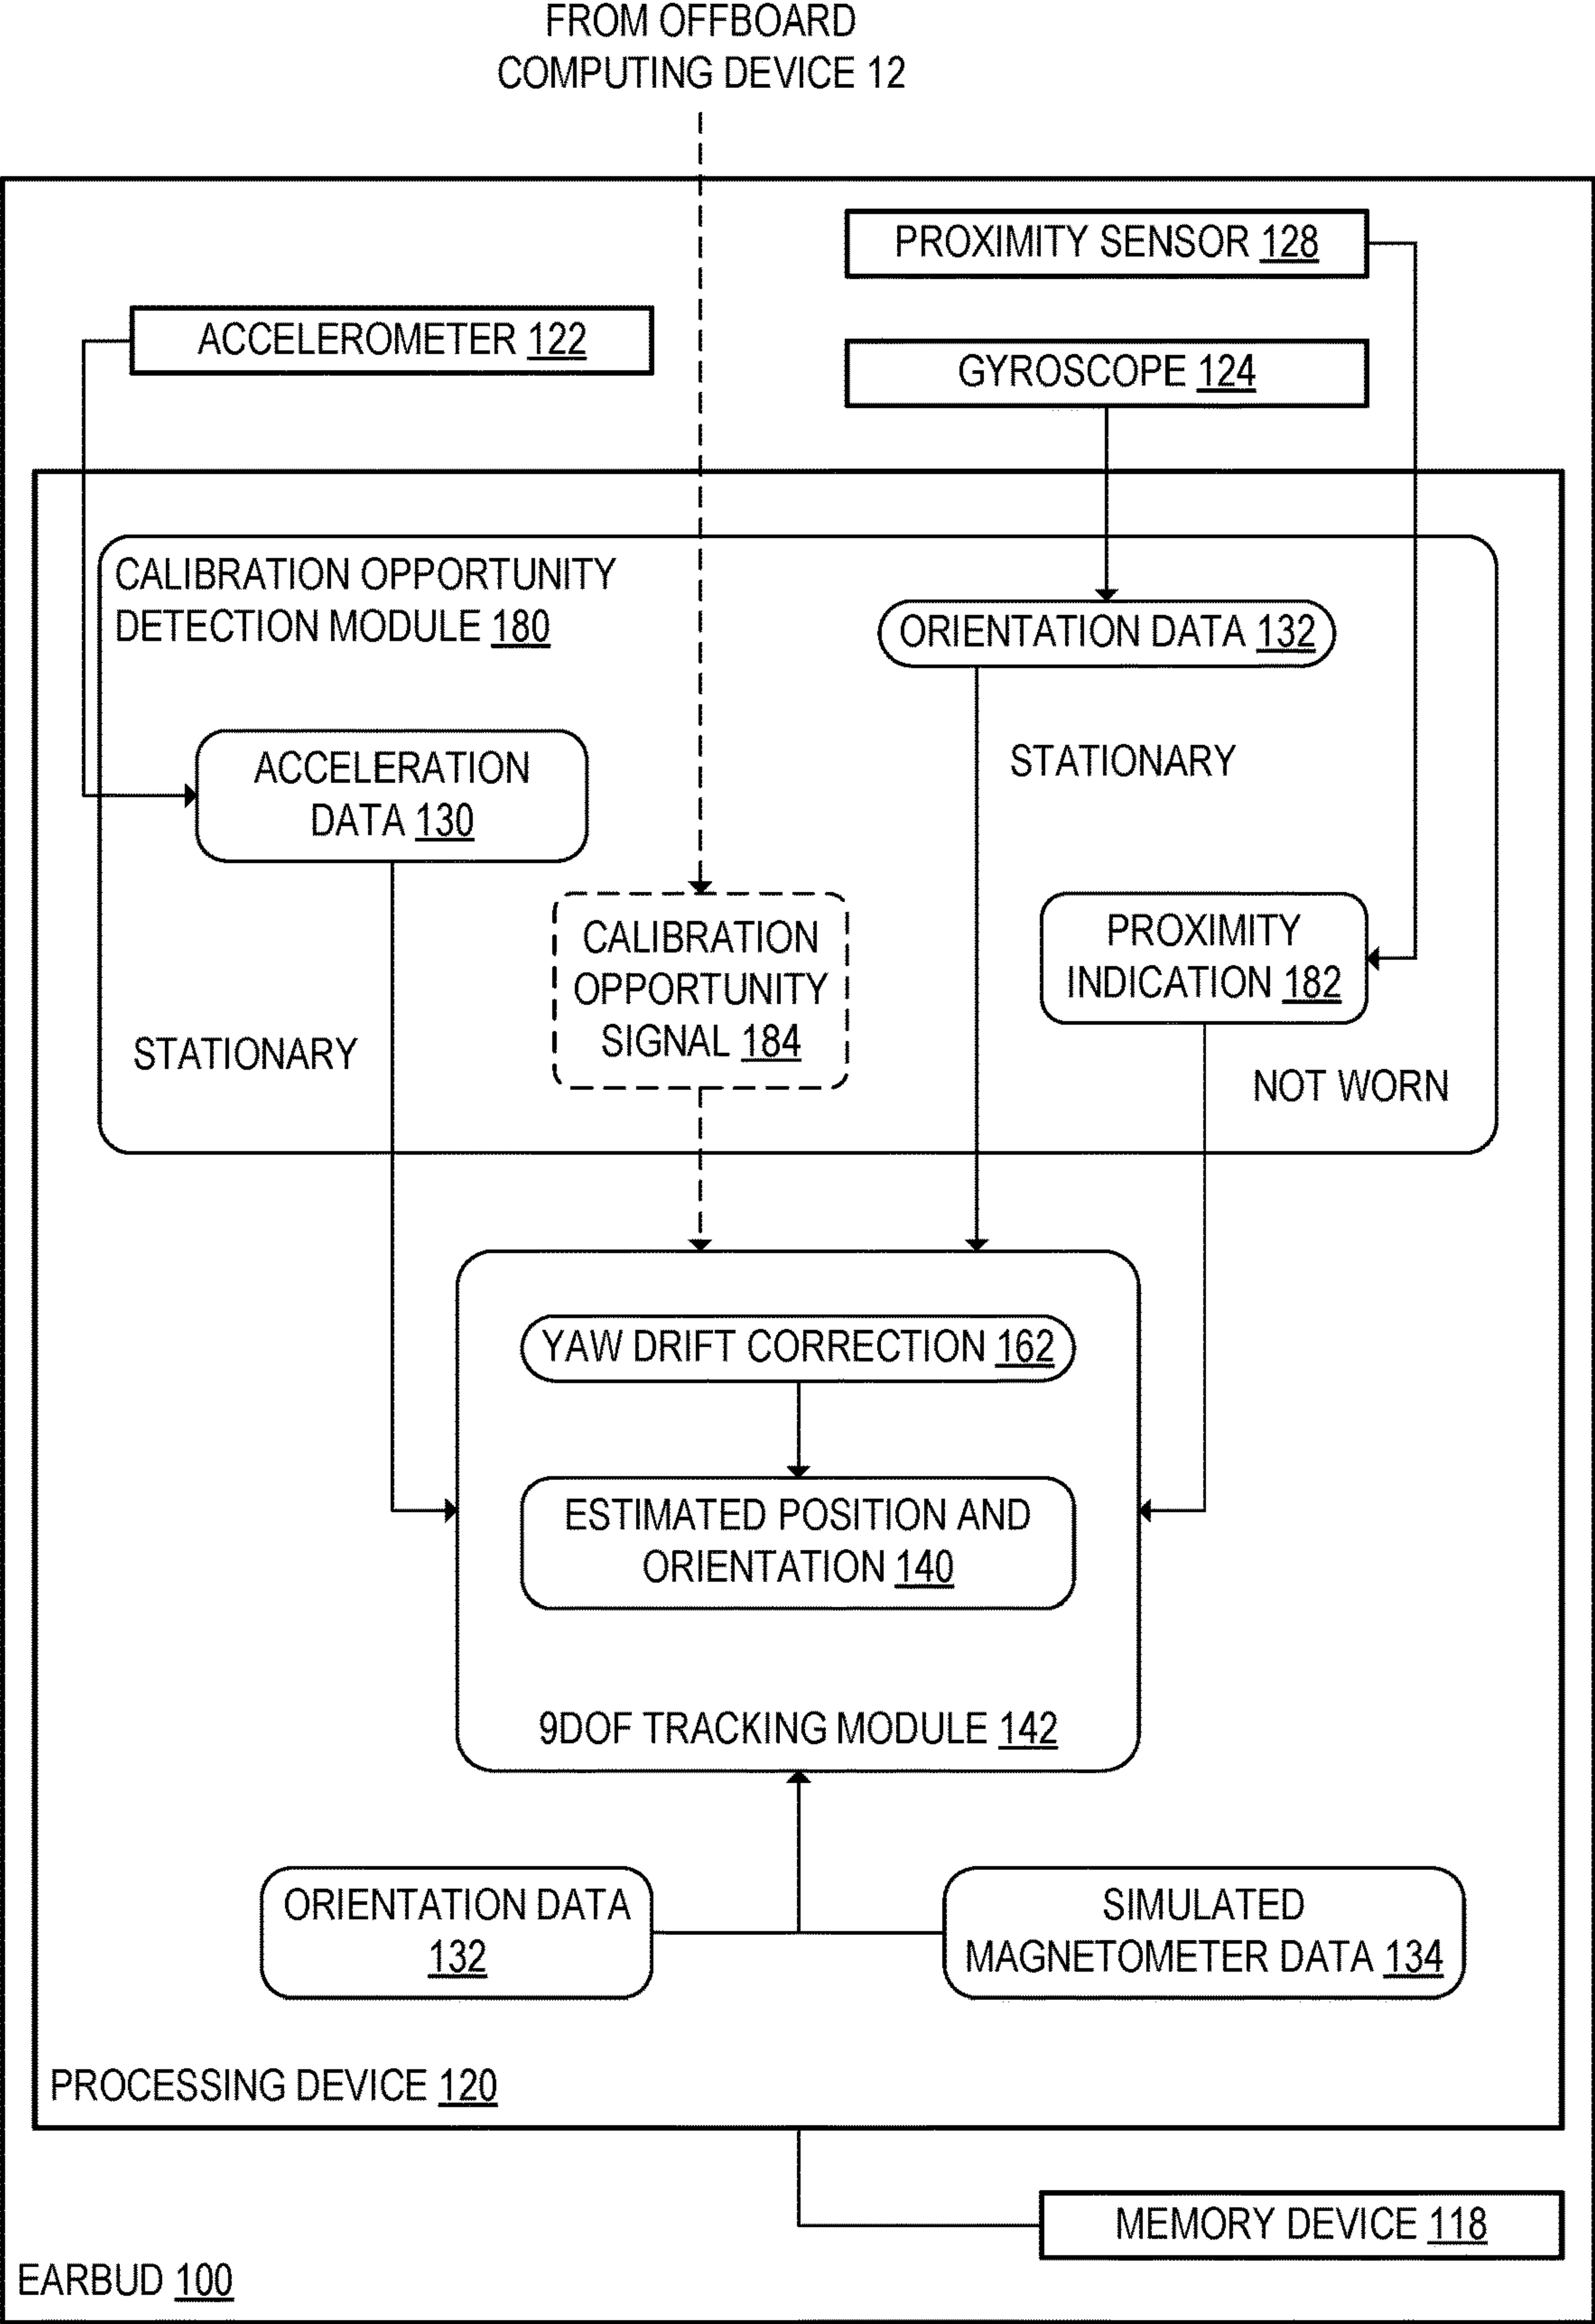 FROM OFFBOARD
COMPUTING DEVICE 12
PROXIMITY SENSOR 128
ACCELEROMETER 122
GYROSCOPE 124
CALIBRATION OPPORTUNITY
DETECTION MODULE 180
ORIENTATION DATA 132
STATIONARY
ACCELERATION
DATA 130
CALIBRATION
OPPORTUNITY
SIGNAL 184
PROXIMITY
INDICATION 182
STATIONARY
NOT WORN
YAW DRIFT CORRECTION 162
ESTIMATED POSITION AND
ORIENTATION 140
9DOF TRACKING MODULE 142
ORIENTATION DATA
132
SIMULATED
MAGNETOMETER DATA 134
PROCESSING DEVICE 120
MEMORY DEVICE 118
EARBUD 100